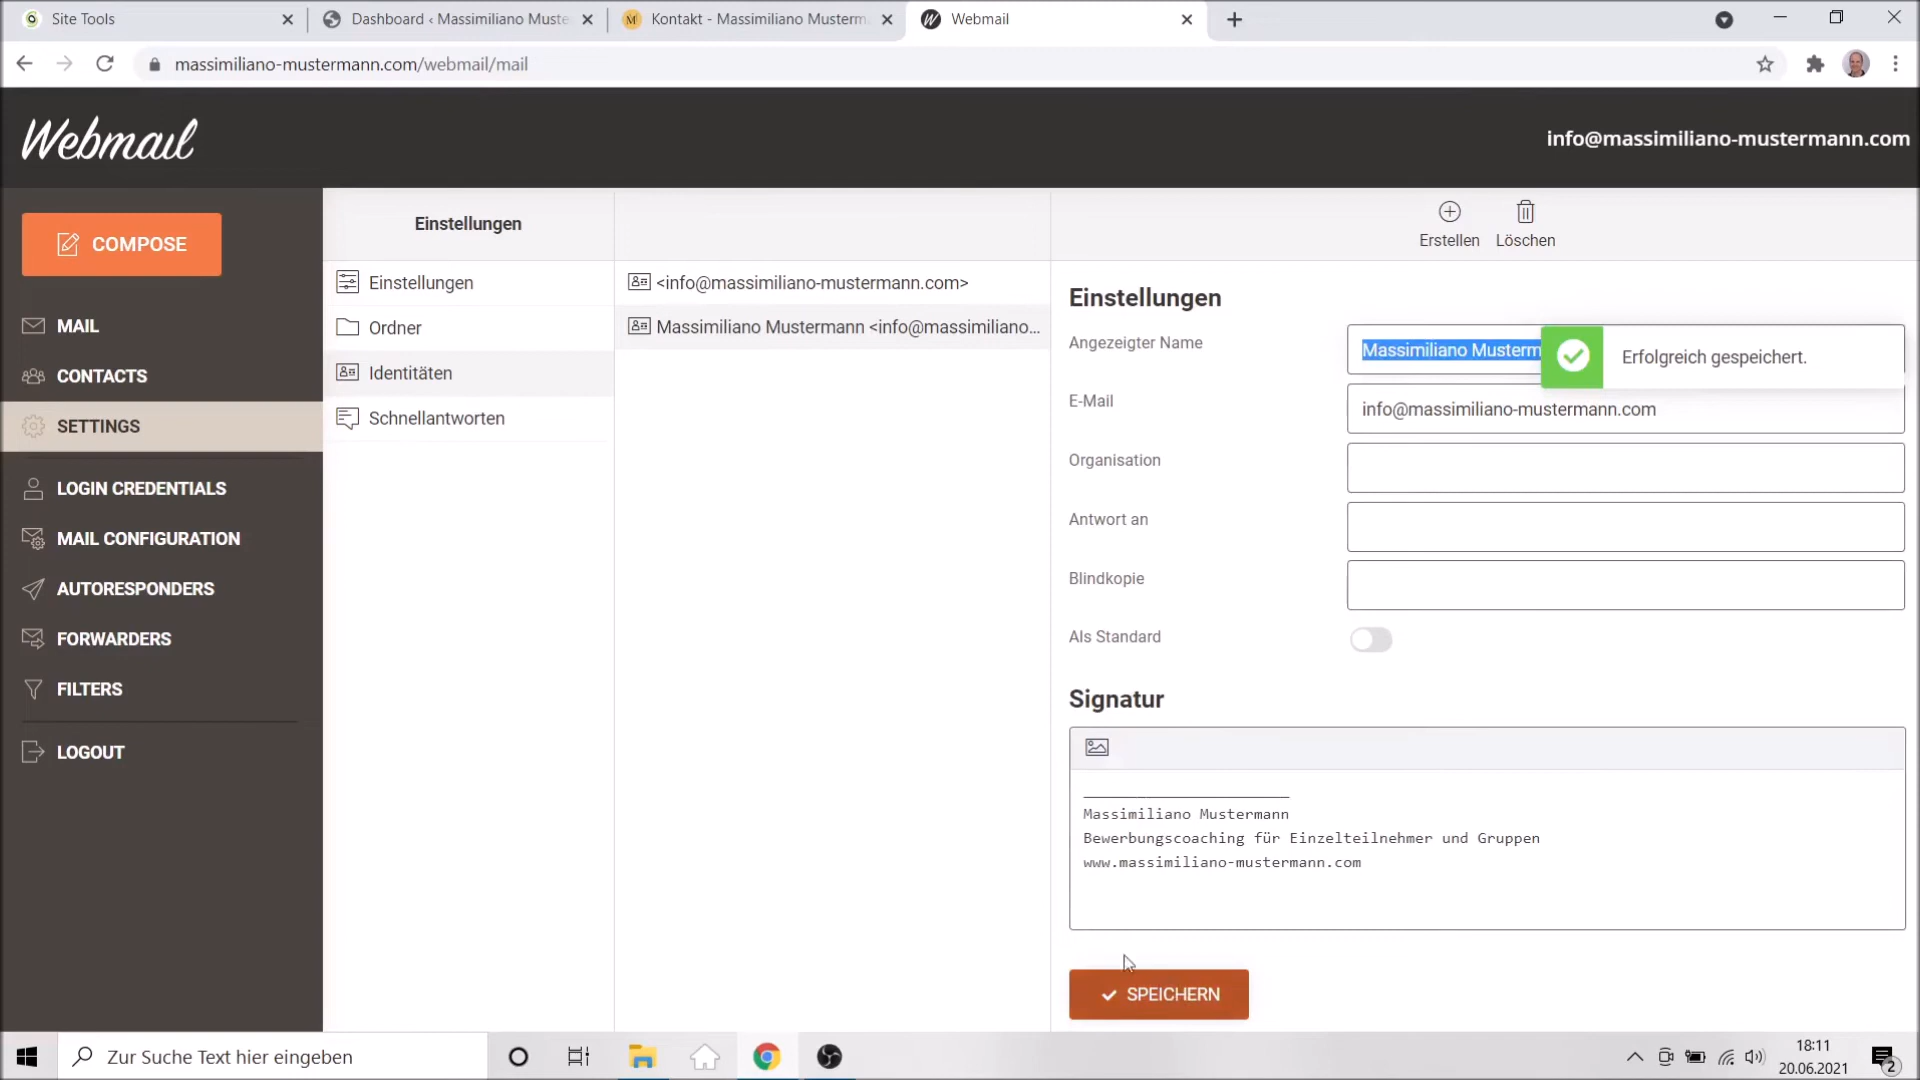 Site Tools
Dashboard ‹ Massimiliano Muste
Kontakt - Massimiliano Musterm
Webmail
massimiliano-mustermann.com/webmail/mail
Webmail
info@massimiliano-mustermann.com
COMPOSE
MAIL
CONTACTS
SETTINGS
LOGIN CREDENTIALS
MAIL CONFIGURATION
AUTORESPONDERS
FORWARDERS
FILTERS
LOGOUT
Einstellungen
Einstellungen
Ordner
Identitäten
Schnellantworten
<info@massimiliano-mustermann.com>
Massimiliano Mustermann <info@massimiliano...
Erstellen
Löschen
Einstellungen
Angezeigter Name
Massimiliano Musterm
Erfolgreich gespeichert.
E-Mail
info@massimiliano-mustermann.com
Organisation
Antwort an
Blindkopie
Als Standard
Signatur
Massimiliano Mustermann
Bewerbungscoaching für Einzelteilnehmer und Gruppen
www.massimiliano-mustermann.com
SPEICHERN
Zur Suche Text hier eingeben
18:11
20.06.2021
2